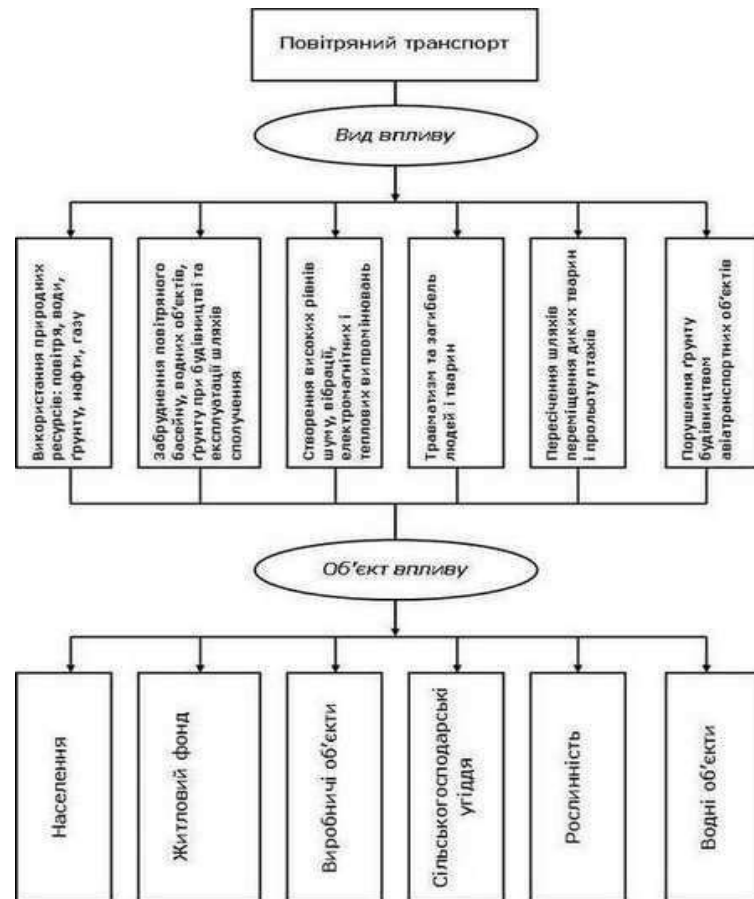 Повітряний транспорт
Вид впливу
Використання природних
ресурсів: повітря, води,
ґрунту, нафти, газу
Забруднення повітряного
басейну, водних об'єктів,
ґрунту при будівництві та
експлуатації шляхів
сполучення
Створення високих рівнів
шуму, вібрації,
електромагнітних і
теплових випромінювань
Травматизм та загибель
людей і тварин
Пересічення шляхів
переміщення диких тварин
і прольоту птахів
Порушення ґрунту
будівництвом
авіатранспортних об'єктів
Об'єкт впливу
Населення
Житловий фонд
Виробничі об'єкти
Сільськогосподарські
угіддя
Рослинність
Водні об'єкти